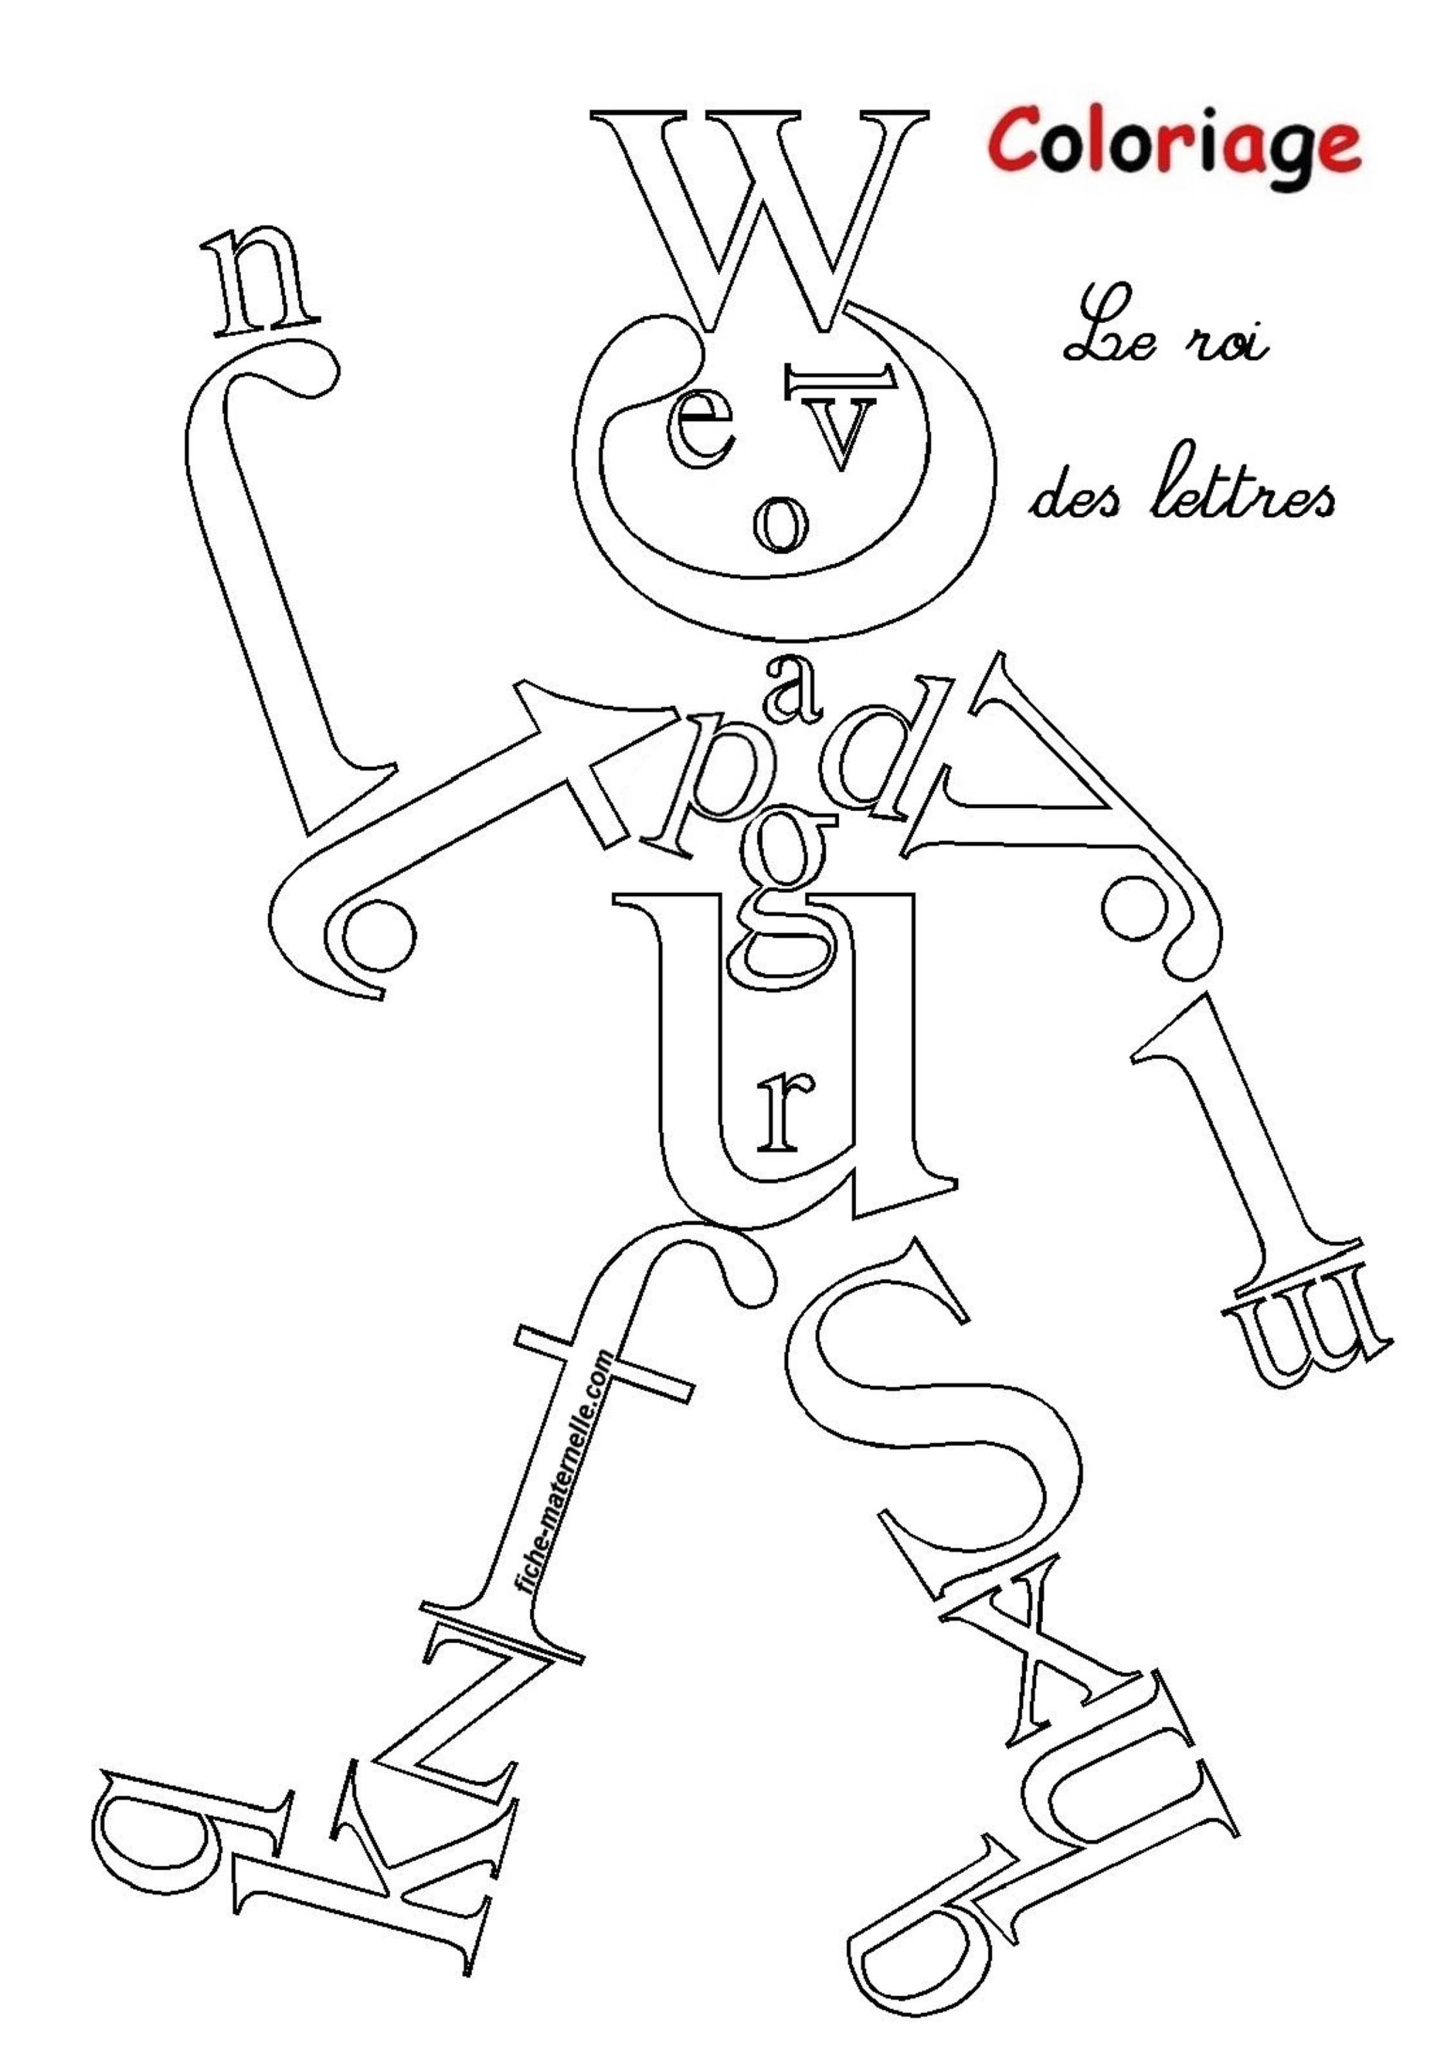 Coloriage
Le roi
des lettres
W
n
e
v
o
a
p
d
y
g
u
r
l
m
f
s
fiche-maternelle.com
x
z
k